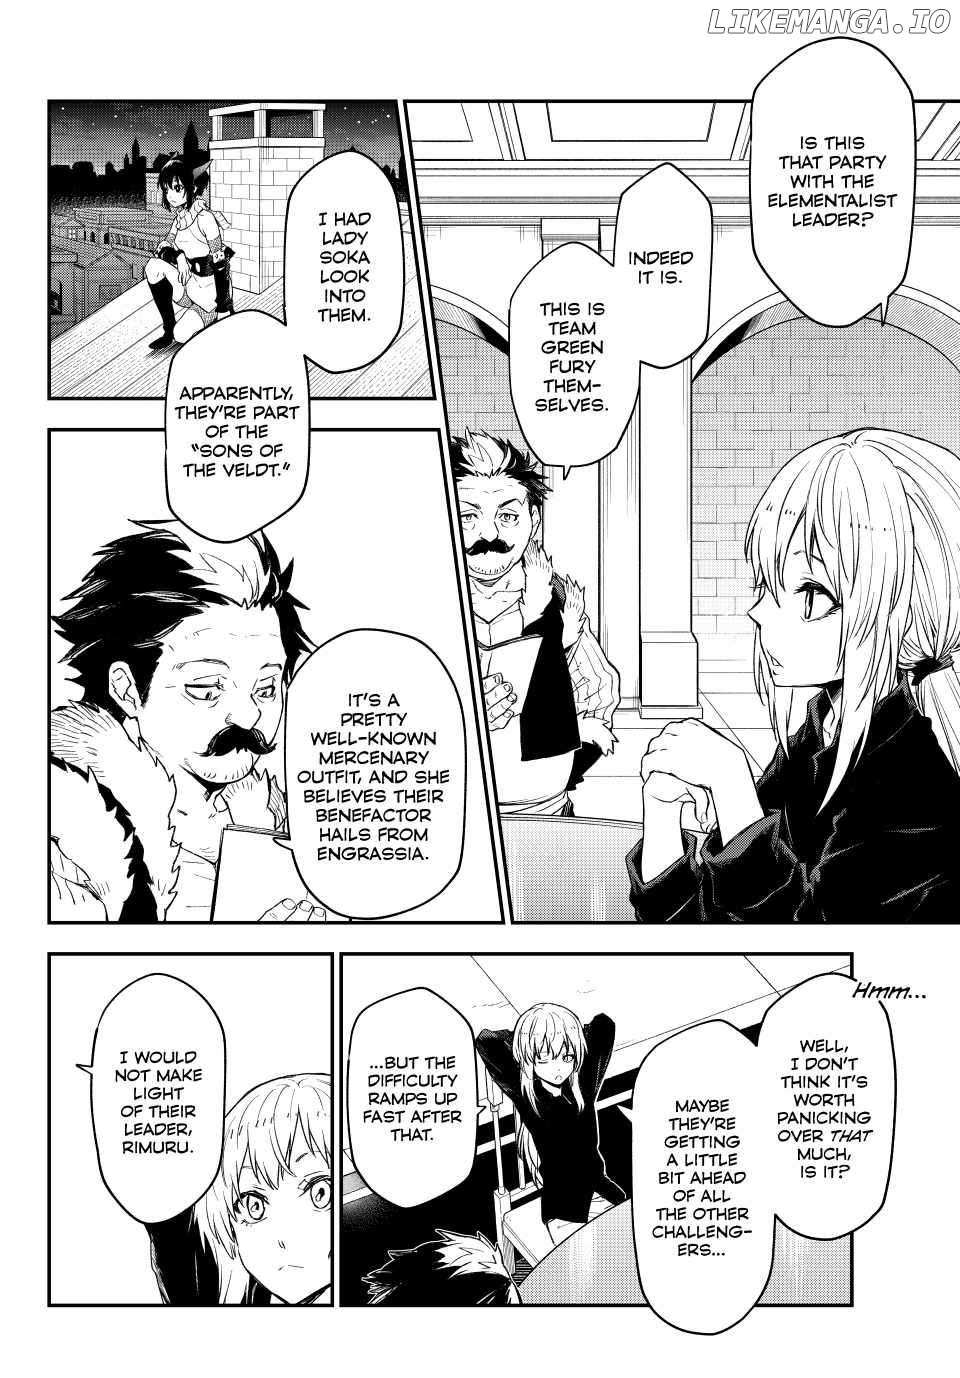 LIKEMANGA.IO
IS THIS
THAT PARTY
WITH THE
ELEMENTALIST
LEADER?
INDEED
IT IS.
THIS IS
TEAM
GREEN
FURY
THEM-
SELVES.
I HAD
LADY
SOKA
LOOK
INTO
THEM.
APPARENTLY,
THEY'RE PART
OF THE
"SONS OF
THE VELDT."
IT'S A
PRETTY
WELL-KNOWN
MERCENARY
OUTFIT, AND SHE
BELIEVES THEIR
BENEFACTOR
HAILS FROM
ENGRASSIA.
Hmm...
WELL,
I DON'T
THINK IT'S
WORTH
PANICKING
OVER THAT
MUCH,
IS IT?
MAYBE
THEY'RE
GETTING
A LITTLE
BIT AHEAD
OF ALL
THE OTHER
CHALLENG-
ERS...
...BUT THE
DIFFICULTY
RAMPS UP
FAST AFTER
THAT.
I WOULD
NOT MAKE
LIGHT
OF THEIR
LEADER,
RIMURU.